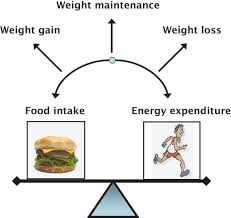 Weight maintenance
Weight gain
Weight loss
Food intake
Energy expenditure